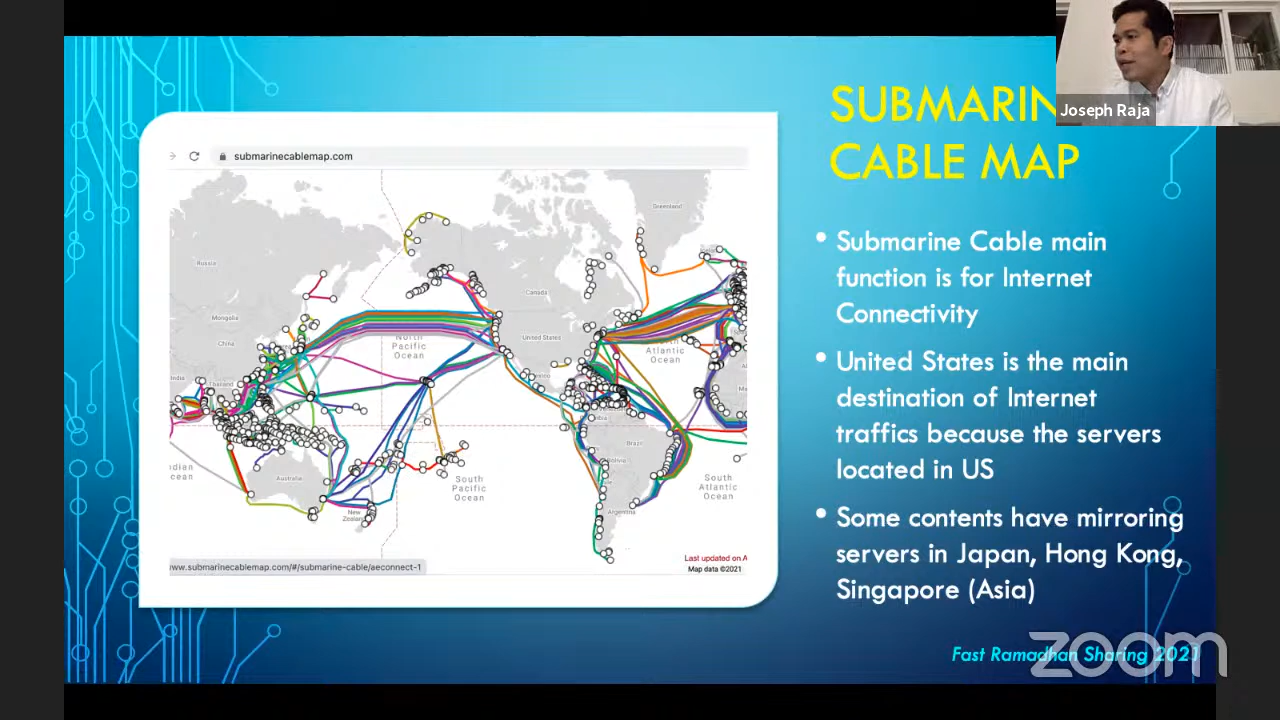 SUBMARIN
CABLE MAP
Joseph Raja
submarinecablemap.com
Greenland
Russia
Canada
Mongolia
China
United States
North
Pacific
Ocean
Atlantic
Ocean
Thailand
Brazil
Australia
South
Pacific
Ocean
South
Atlantic
Ocean
New
Zealand
Argentina
Last updated on A
Map data ©2021
www.submarinecablemap.com/#/submarine-cable/aeconnect-1
• Submarine Cable main
function is for Internet
Connectivity
• United States is the main
destination of Internet
traffics because the servers
located in US
• Some contents have mirroring
servers in Japan, Hong Kong,
Singapore (Asia)
Fast Ramadhan Sharing 2021
zoom